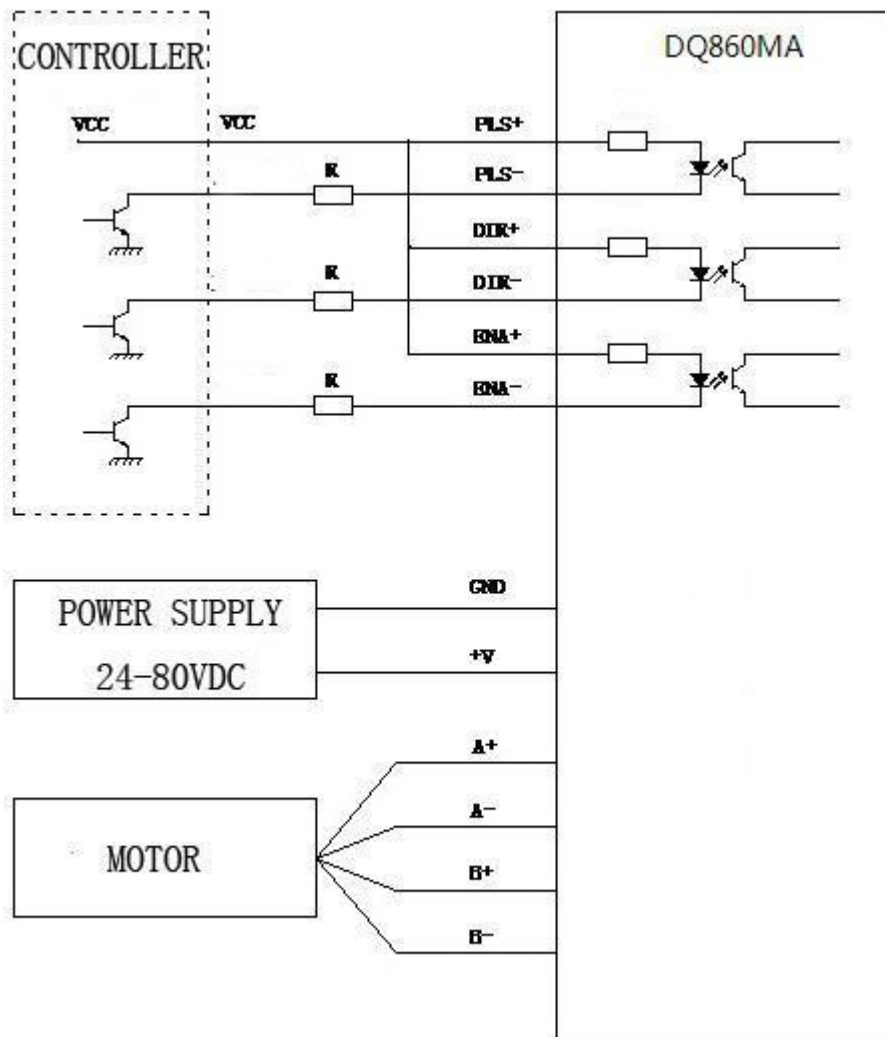 CONTROLLER
DQ860MA
VCC
VCC
PLS+
R
PLS-
DIR+
R
DIR-
ENA+
R
ENA-
POWER SUPPLY
24-80VDC
GND
+V
MOTOR
A+
A-
B+
B-